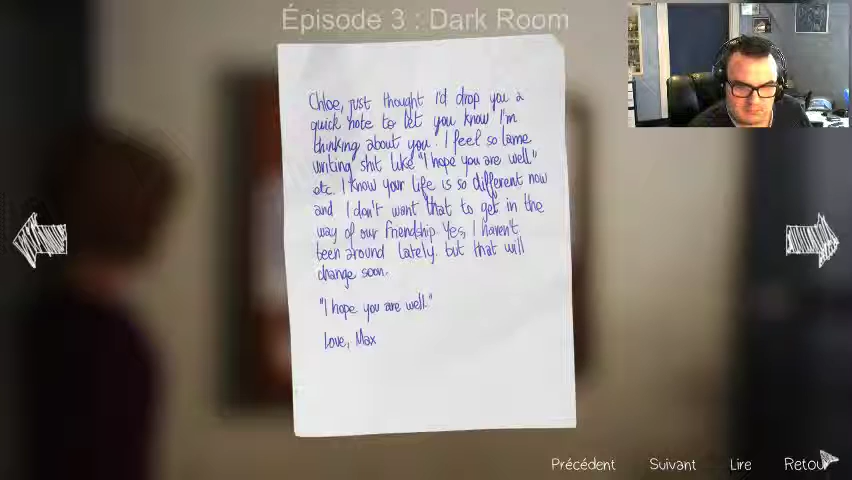 Épisode 3 : Dark Room
Chloe, just thought I'd drop you a
quick note to let you know I'm
thinking about you. I feel so lame
writing shit like "I hope you are well"
etc. I know your life is so different now
and I don't want that to get in the
way of our friendship. Yes, I haven't
been around lately. but that will
change soon.
"I hope you are well."
Love, Max
Précédent
Suivant
Lire
Retour